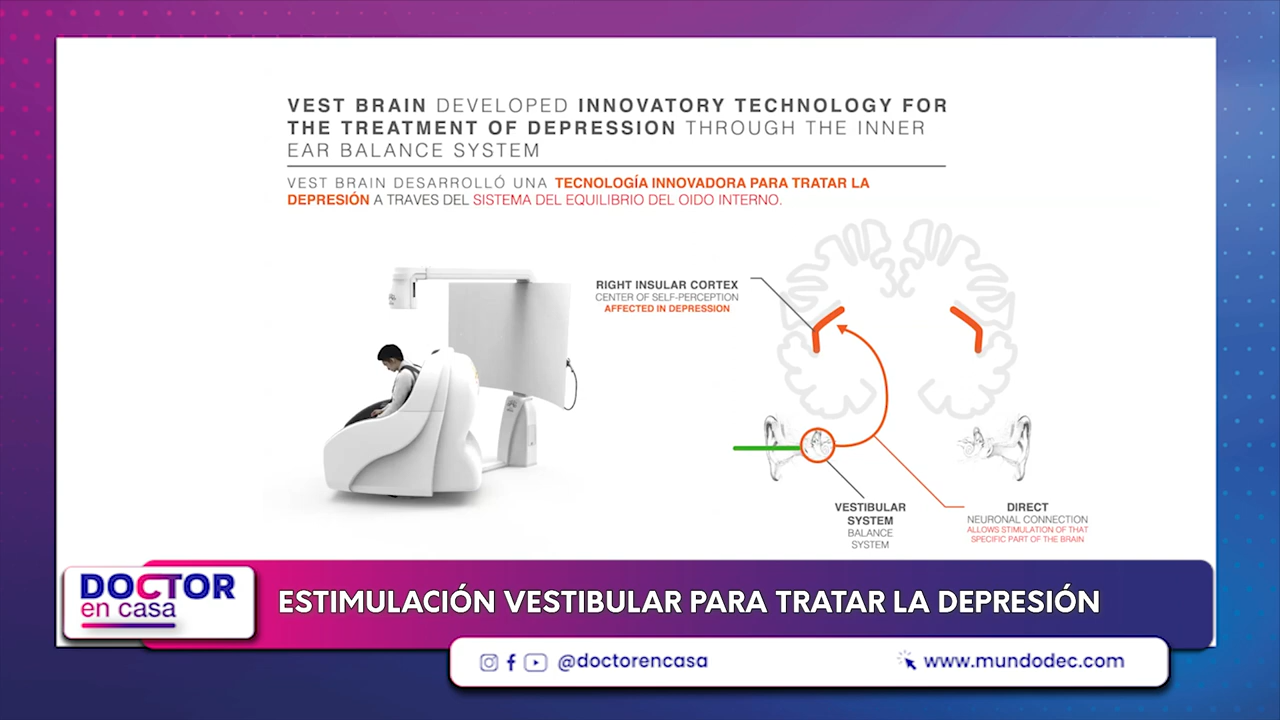 VEST BRAIN DEVELOPED INNOVATORY TECHNOLOGY FOR
THE TREATMENT OF DEPRESSION THROUGH THE INNER
EAR BALANCE SYSTEM
VEST BRAIN DESARROLLÓ UNA TECNOLOGÍA INNOVADORA PARA TRATAR LA
DEPRESIÓN A TRAVES DEL SISTEMA DEL EQUILIBRIO DEL OIDO INTERNO.
RIGHT INSULAR CORTEX
CENTER OF SELF-PERCEPTION
AFFECTED IN DEPRESSION
VESTIBULAR
SYSTEM
BALANCE
SYSTEM
DIRECT
NEURONAL CONNECTION
ALLOWS STIMULATION OF THAT
SPECIFIC PART OF THE BRAIN
DOCTOR
en casa
ESTIMULACIÓN VESTIBULAR PARA TRATAR LA DEPRESIÓN
@doctorencasa
www.mundodec.com